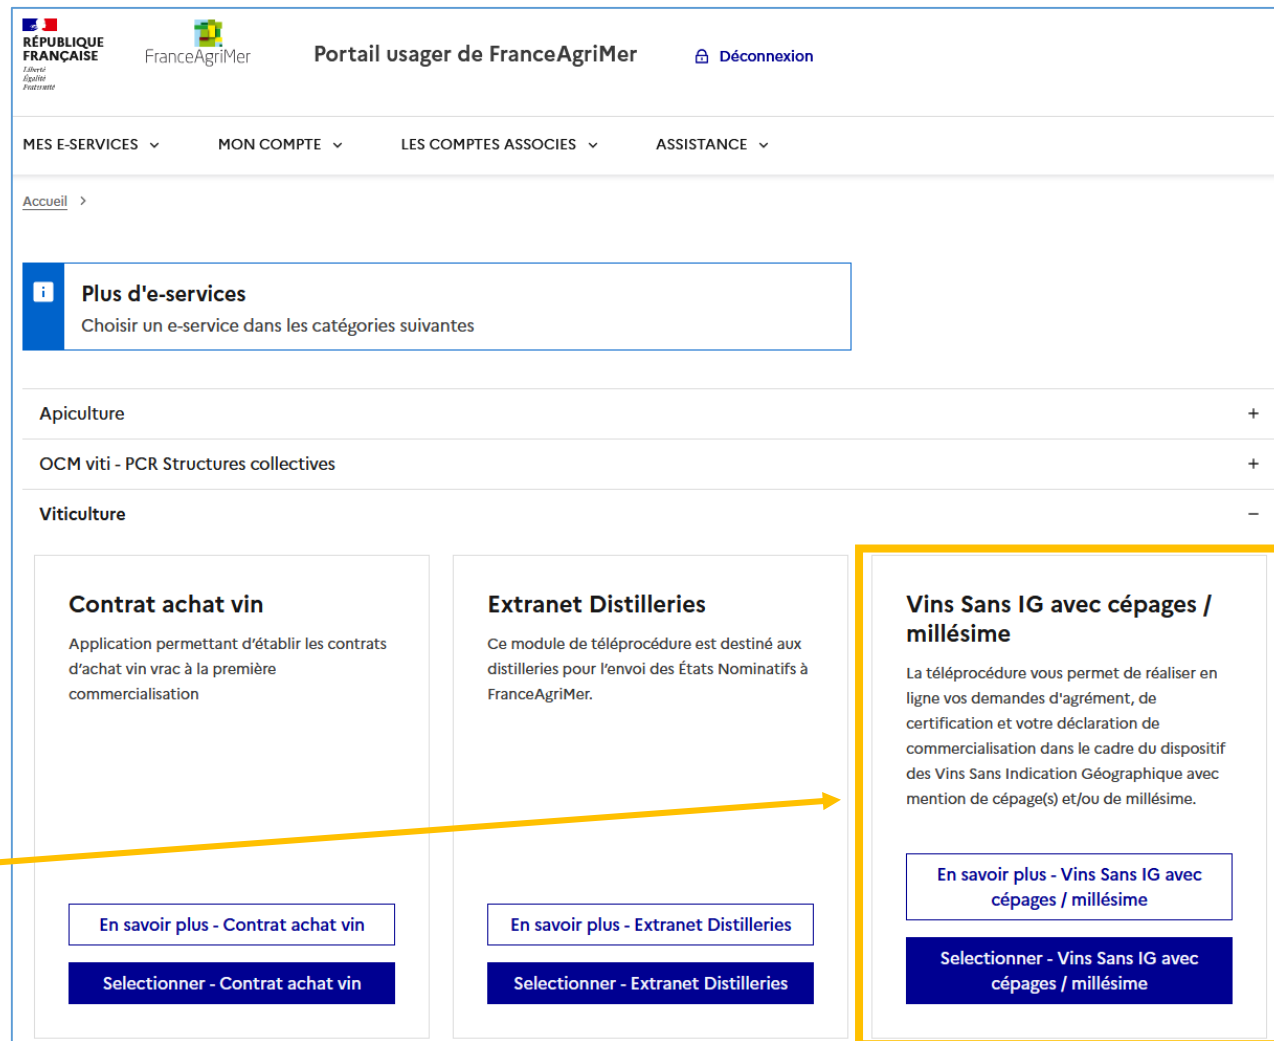 RÉPUBLIQUE
FRANÇAISE
Liberté
Égalité
Fraternité
FranceAgriMer
Portail usager de FranceAgriMer
Déconnexion
MES E-SERVICES
MON COMPTE
LES COMPTES ASSOCIES
ASSISTANCE
Accueil >
i
Plus d'e-services
Choisir un e-service dans les catégories suivantes
Apiculture +
OCM viti - PCR Structures collectives +
Viticulture −
Contrat achat vin
Application permettant d'établir les contrats
d'achat vin vrac à la première
commercialisation
En savoir plus - Contrat achat vin
Selectionner - Contrat achat vin
Extranet Distilleries
Ce module de téléprocédure est destiné aux
distilleries pour l'envoi des États Nominatifs à
FranceAgriMer.
En savoir plus - Extranet Distilleries
Selectionner - Extranet Distilleries
Vins Sans IG avec cépages /
millésime
La téléprocédure vous permet de réaliser en
ligne vos demandes d'agrément, de
certification et votre déclaration de
commercialisation dans le cadre du dispositif
des Vins Sans Indication Géographique avec
mention de cépage(s) et/ou de millésime.
En savoir plus - Vins Sans IG avec
cépages / millésime
Selectionner - Vins Sans IG avec
cépages / millésime